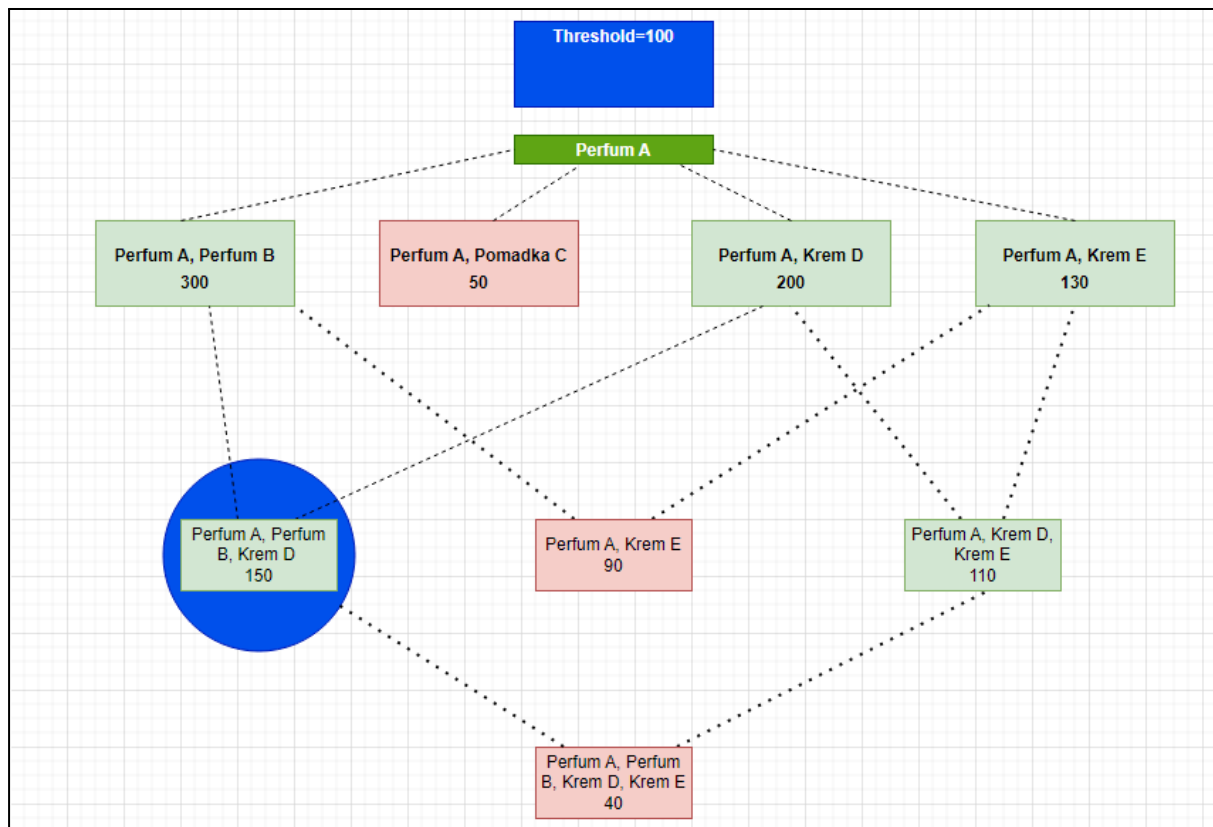 Threshold=100
Perfum A
Perfum A, Perfum B
300
Perfum A, Pomadka C
50
Perfum A, Krem D
200
Perfum A, Krem E
130
Perfum A, Perfum
B, Krem D
150
Perfum A, Krem E
90
Perfum A, Krem D,
Krem E
110
Perfum A, Perfum
B, Krem D, Krem E
40